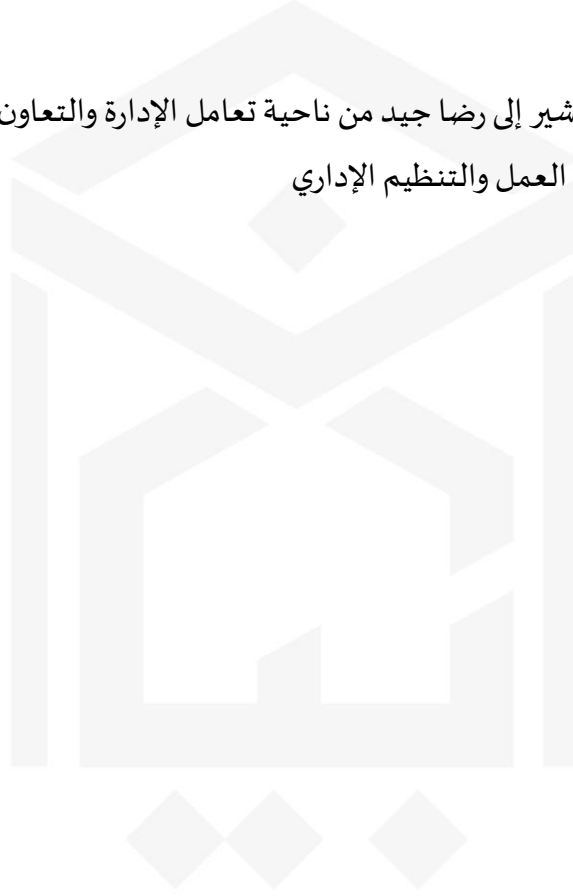 شير إلى رضا جيد من ناحية تعامل الإدارة والتعاون
العمل والتنظيم الإداري